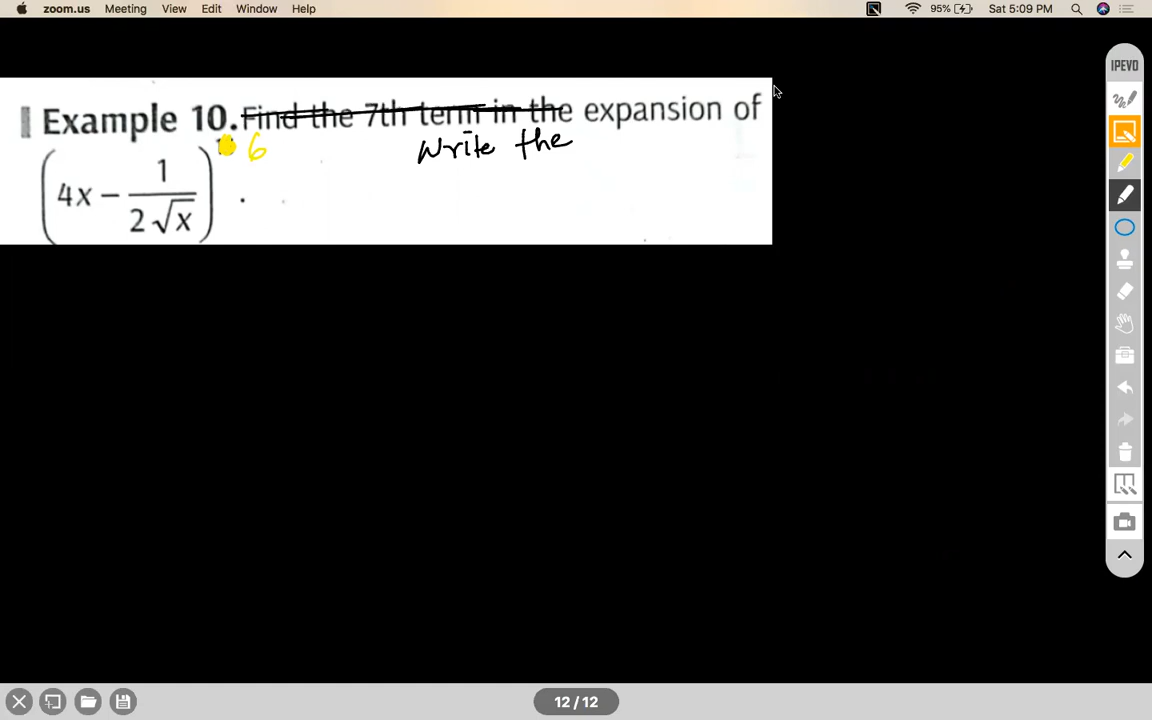 zoom.us Meeting View Edit Window Help 95% Sat 5:09 PM
IPEVO
Example 10. Find the 7th term in the expansion of
write the
(4x − 1/(2√x))^6 .
12 / 12